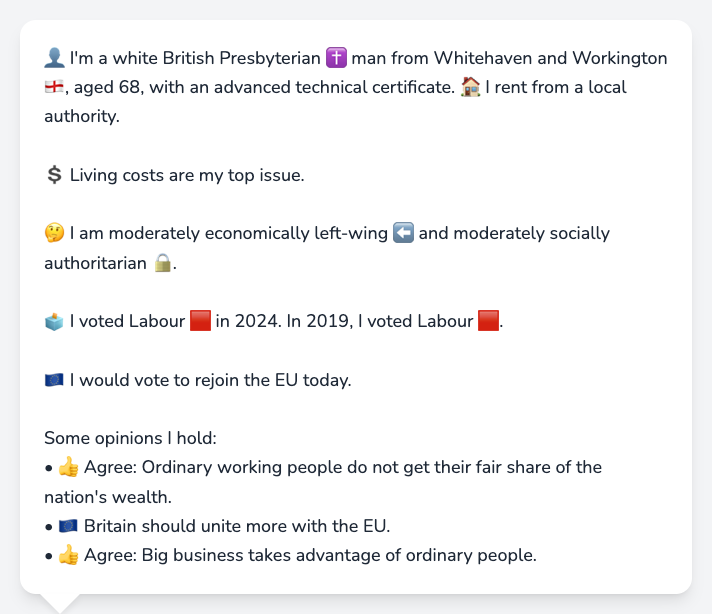 👤 I'm a white British Presbyterian ✝️ man from Whitehaven and Workington
🏴󠁧󠁢󠁥󠁮󠁧󠁿, aged 68, with an advanced technical certificate. 🏠 I rent from a local
authority.
💲 Living costs are my top issue.
🤔 I am moderately economically left-wing ⬅️ and moderately socially
authoritarian 🔒.
🗳️ I voted Labour 🟥 in 2024. In 2019, I voted Labour 🟥.
🇪🇺 I would vote to rejoin the EU today.
Some opinions I hold:
• 👍 Agree: Ordinary working people do not get their fair share of the
nation's wealth.
• 🇪🇺 Britain should unite more with the EU.
• 👍 Agree: Big business takes advantage of ordinary people.